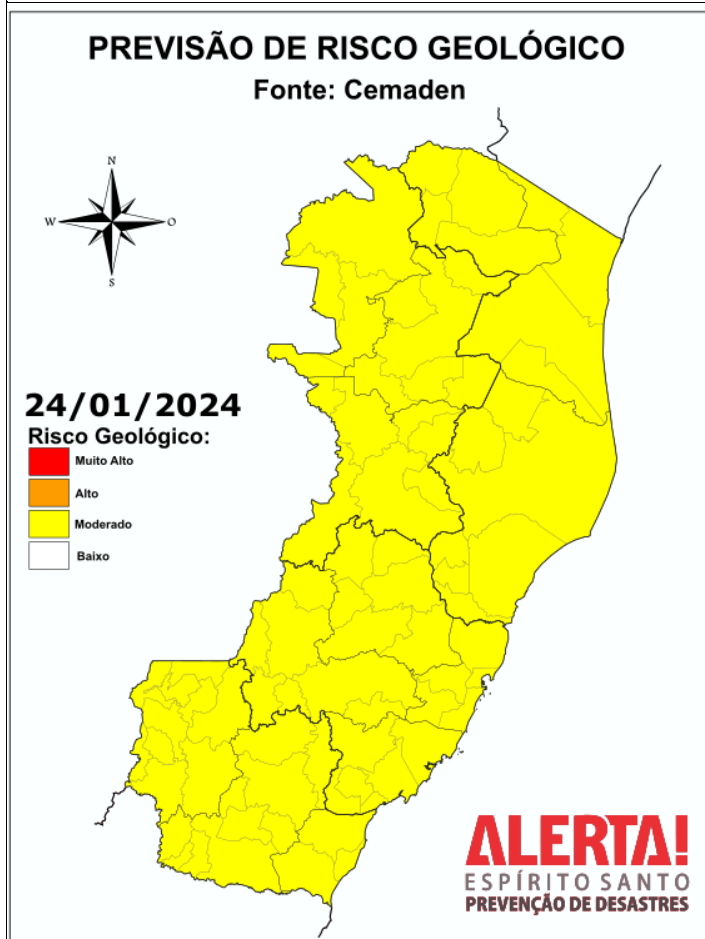 PREVISÃO DE RISCO GEOLÓGICO
Fonte: Cemaden
N
W
O
S
24/01/2024
Risco Geológico:
Muito Alto
Alto
Moderado
Baixo
ALERTA!
ESPÍRITO SANTO
PREVENÇÃO DE DESASTRES